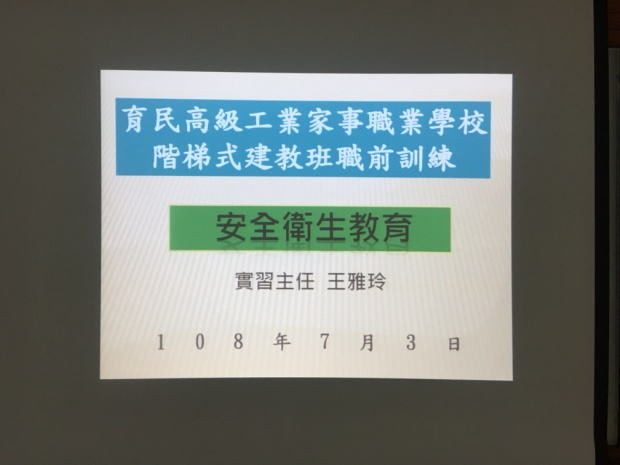 育民高級工業家事職業學校
階梯式建教班職前訓練
安全衛生教育
實習主任 王雅玲
108年7月3日